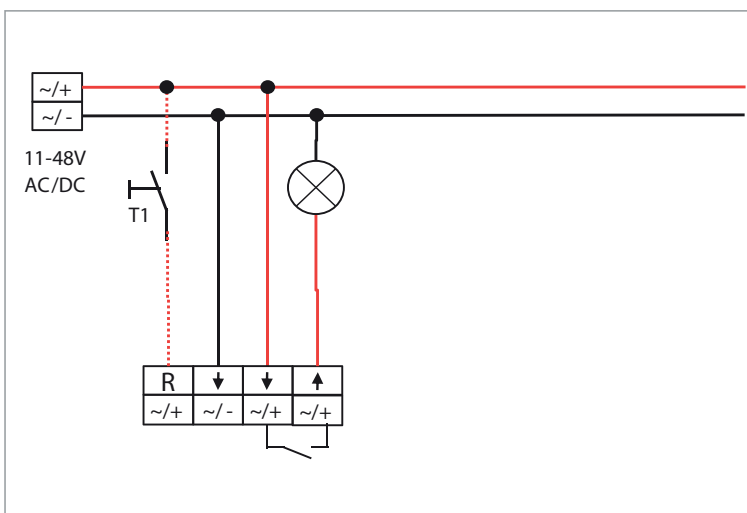 ~/+
~/ -
11-48V
AC/DC
T1
R
~/+ ~/ - ~/+ ~/+